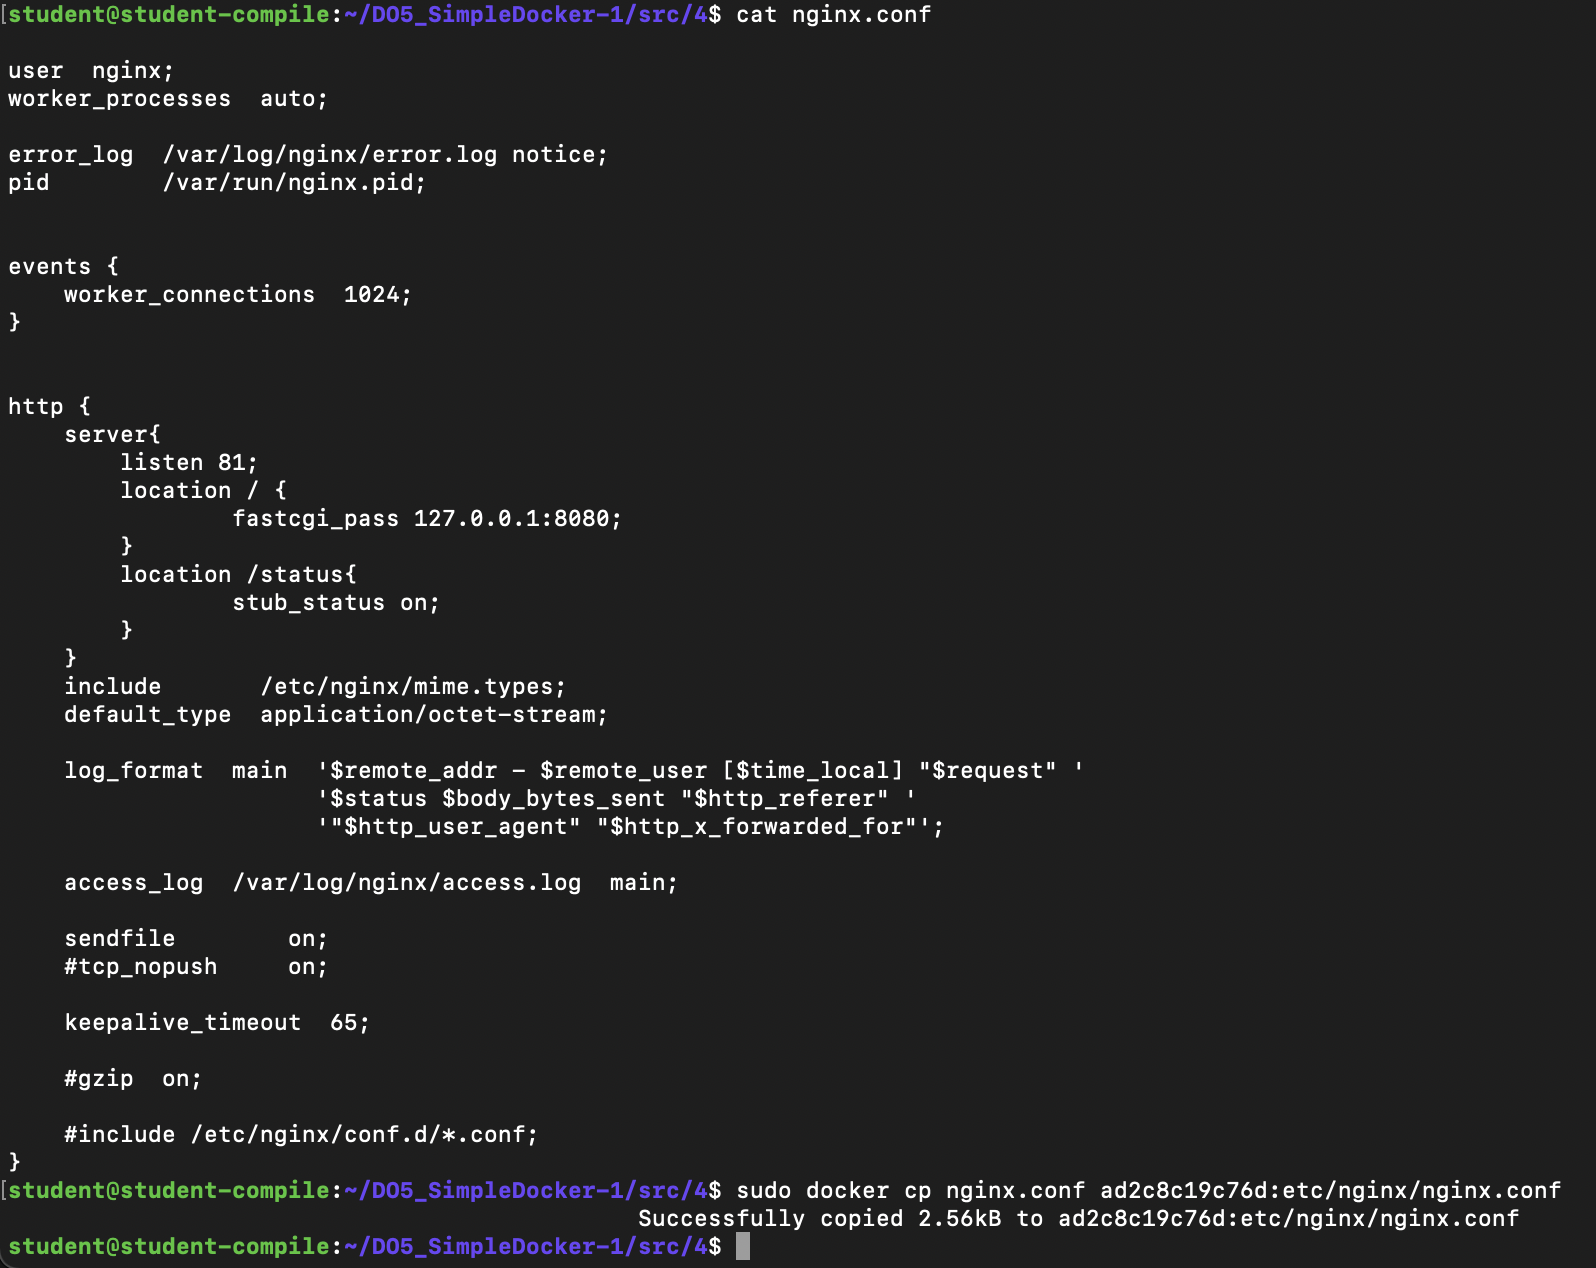 [student@student-compile:~/DO5_SimpleDocker-1/src/4$ cat nginx.conf
user  nginx;
worker_processes  auto;
error_log  /var/log/nginx/error.log notice;
pid        /var/run/nginx.pid;
events {
    worker_connections  1024;
}
http {
    server{
        listen 81;
        location / {
                fastcgi_pass 127.0.0.1:8080;
        }
        location /status{
                stub_status on;
        }
    }
    include       /etc/nginx/mime.types;
    default_type  application/octet-stream;
    log_format  main  '$remote_addr - $remote_user [$time_local] "$request" '
                      '$status $body_bytes_sent "$http_referer" '
                      '"$http_user_agent" "$http_x_forwarded_for"';
    access_log  /var/log/nginx/access.log  main;
    sendfile        on;
    #tcp_nopush     on;
    keepalive_timeout  65;
    #gzip  on;
    #include /etc/nginx/conf.d/*.conf;
}
[student@student-compile:~/DO5_SimpleDocker-1/src/4$ sudo docker cp nginx.conf ad2c8c19c76d:etc/nginx/nginx.conf
Successfully copied 2.56kB to ad2c8c19c76d:etc/nginx/nginx.conf
student@student-compile:~/DO5_SimpleDocker-1/src/4$